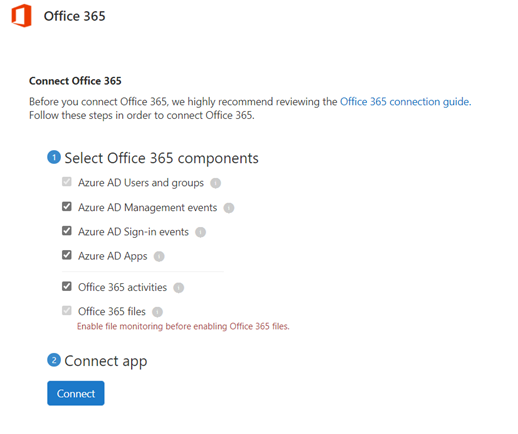 Office 365
Connect Office 365
Before you connect Office 365, we highly recommend reviewing the Office 365 connection guide.
Follow these steps in order to connect Office 365.
1 Select Office 365 components
Azure AD Users and groups i
Azure AD Management events i
Azure AD Sign-in events i
Azure AD Apps i
Office 365 activities i
Office 365 files i
Enable file monitoring before enabling Office 365 files.
2 Connect app
Connect